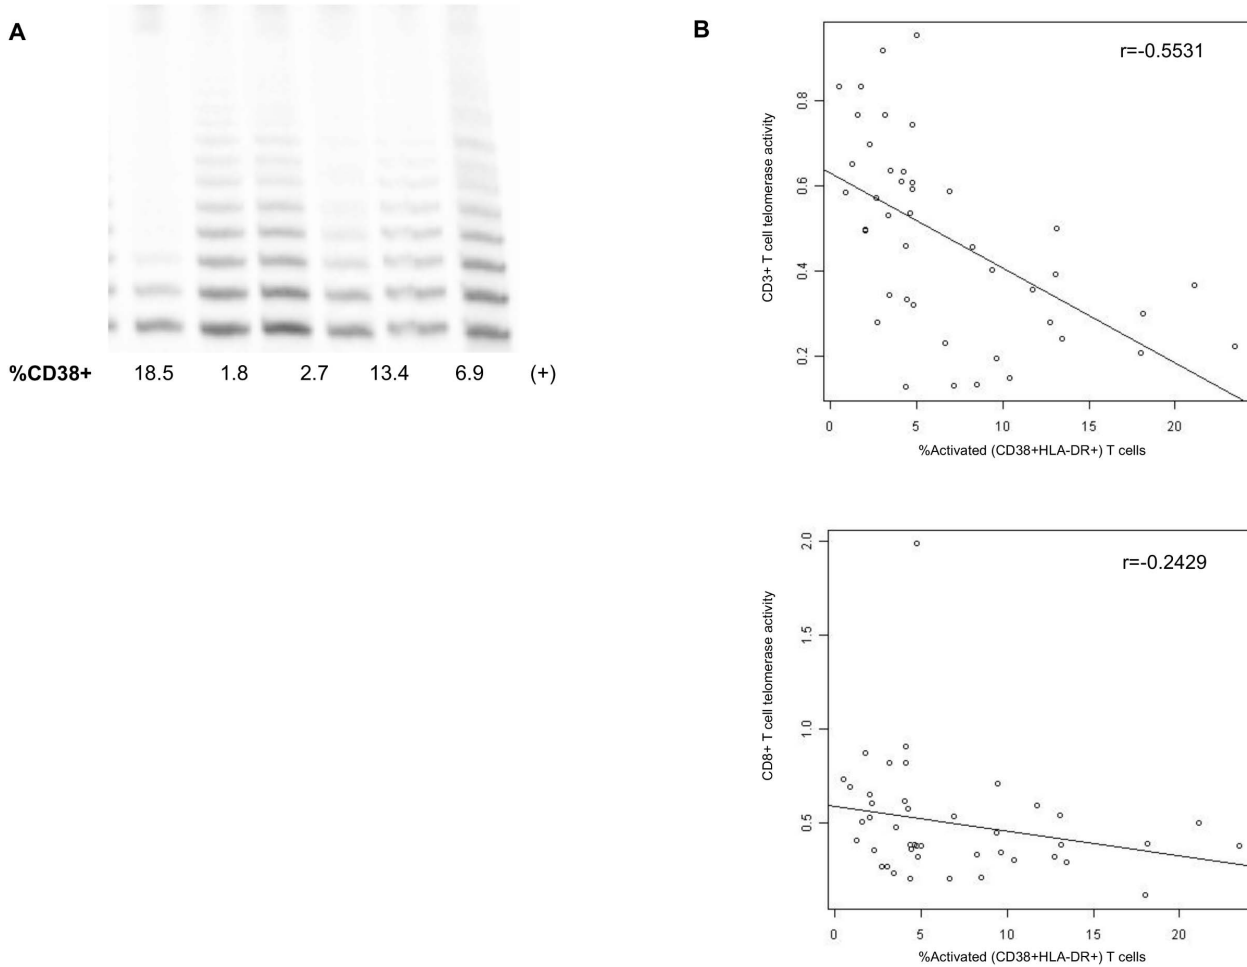 A
%CD38+ 18.5 1.8 2.7 13.4 6.9 (+)
B
r=-0.5531
CD3+ T cell telomerase activity
0.8
0.6
0.4
0.2
0 5 10 15 20
%Activated (CD38+HLA-DR+) T cells
r=-0.2429
CD8+ T cell telomerase activity
2.0
1.5
1.0
0.5
0 5 10 15 20
%Activated (CD38+HLA-DR+) T cells